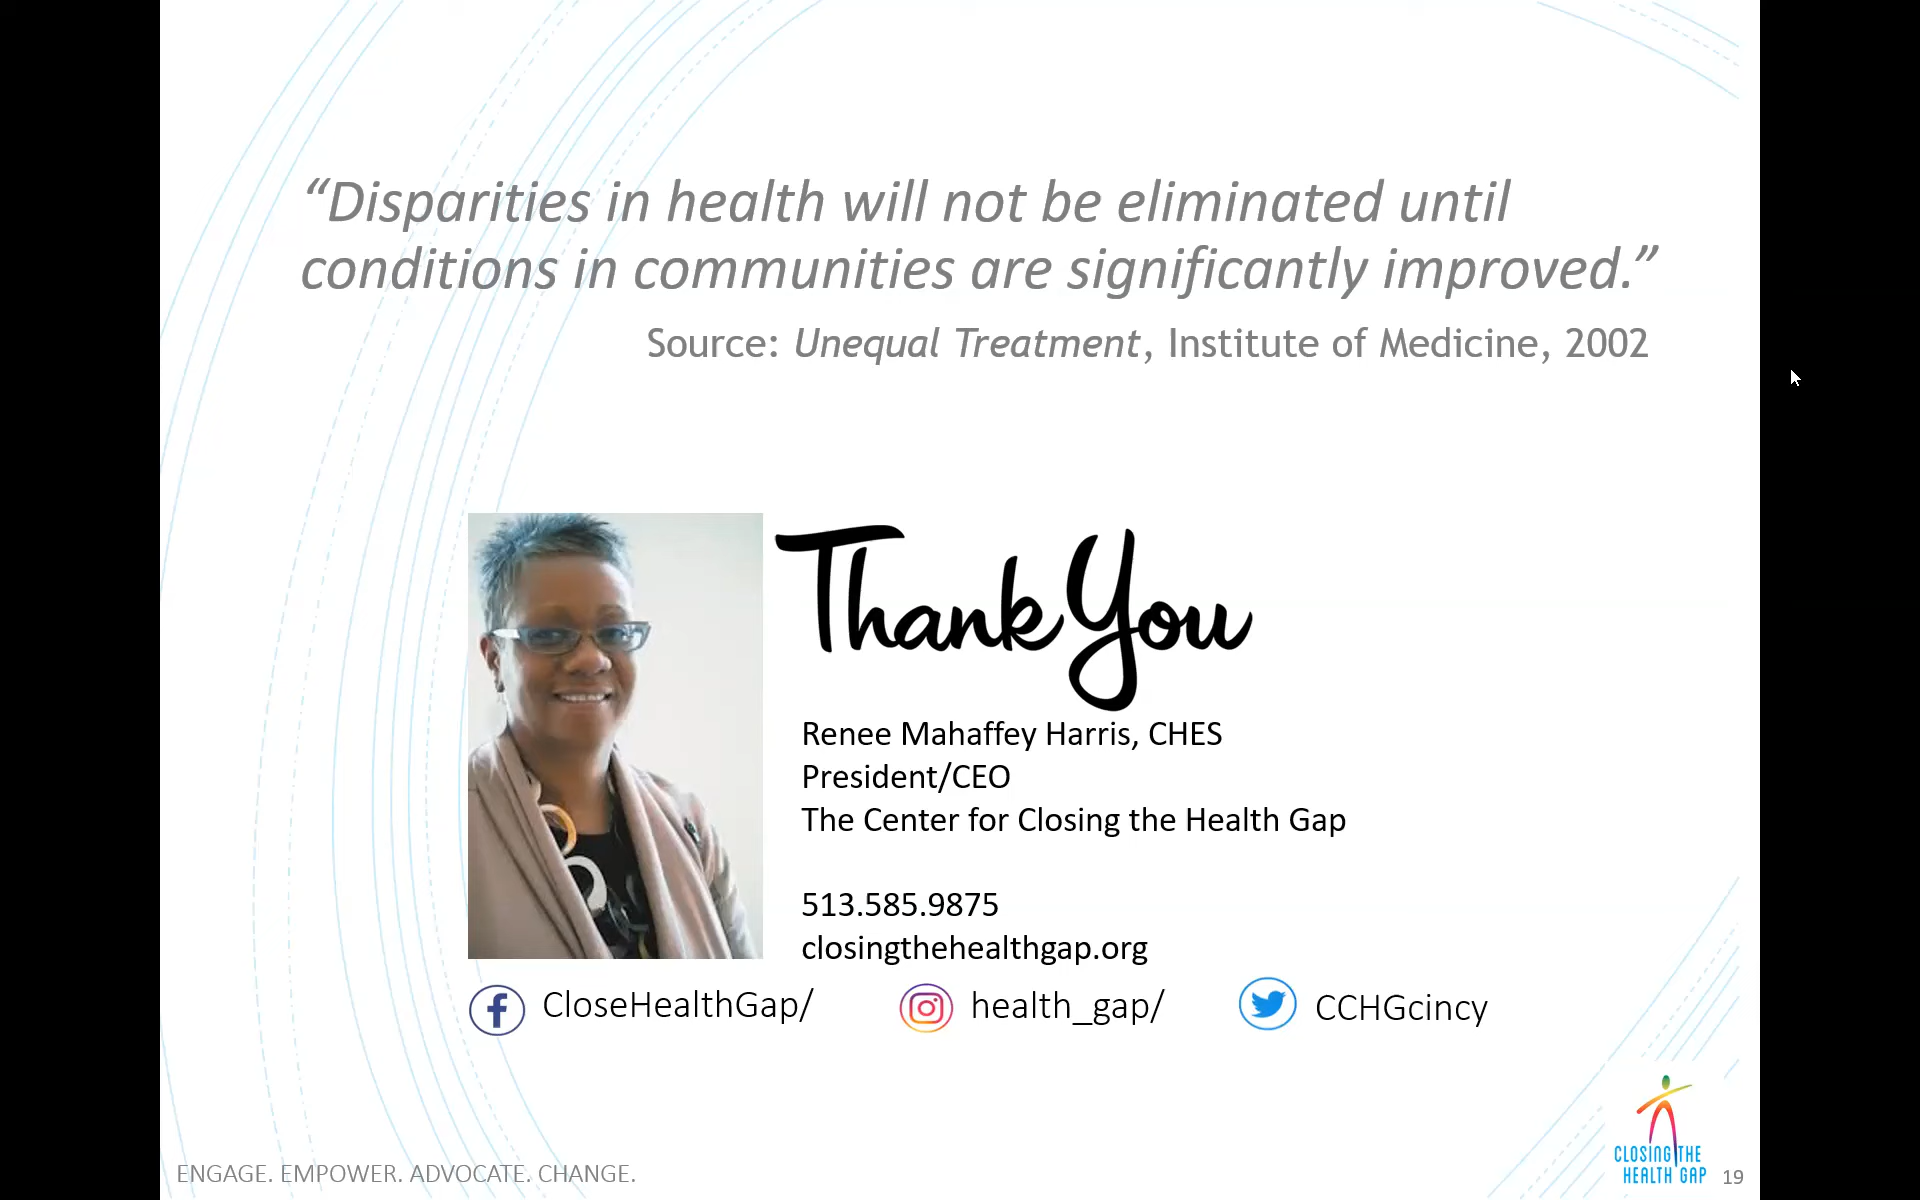 “Disparities in health will not be eliminated until
conditions in communities are significantly improved.”
Source: Unequal Treatment, Institute of Medicine, 2002
Thank You
Renee Mahaffey Harris, CHES
President/CEO
The Center for Closing the Health Gap
513.585.9875
closingthehealthgap.org
CloseHealthGap/
health_gap/
CCHGcincy
CLOSING THE
HEALTH GAP
ENGAGE. EMPOWER. ADVOCATE. CHANGE.
19